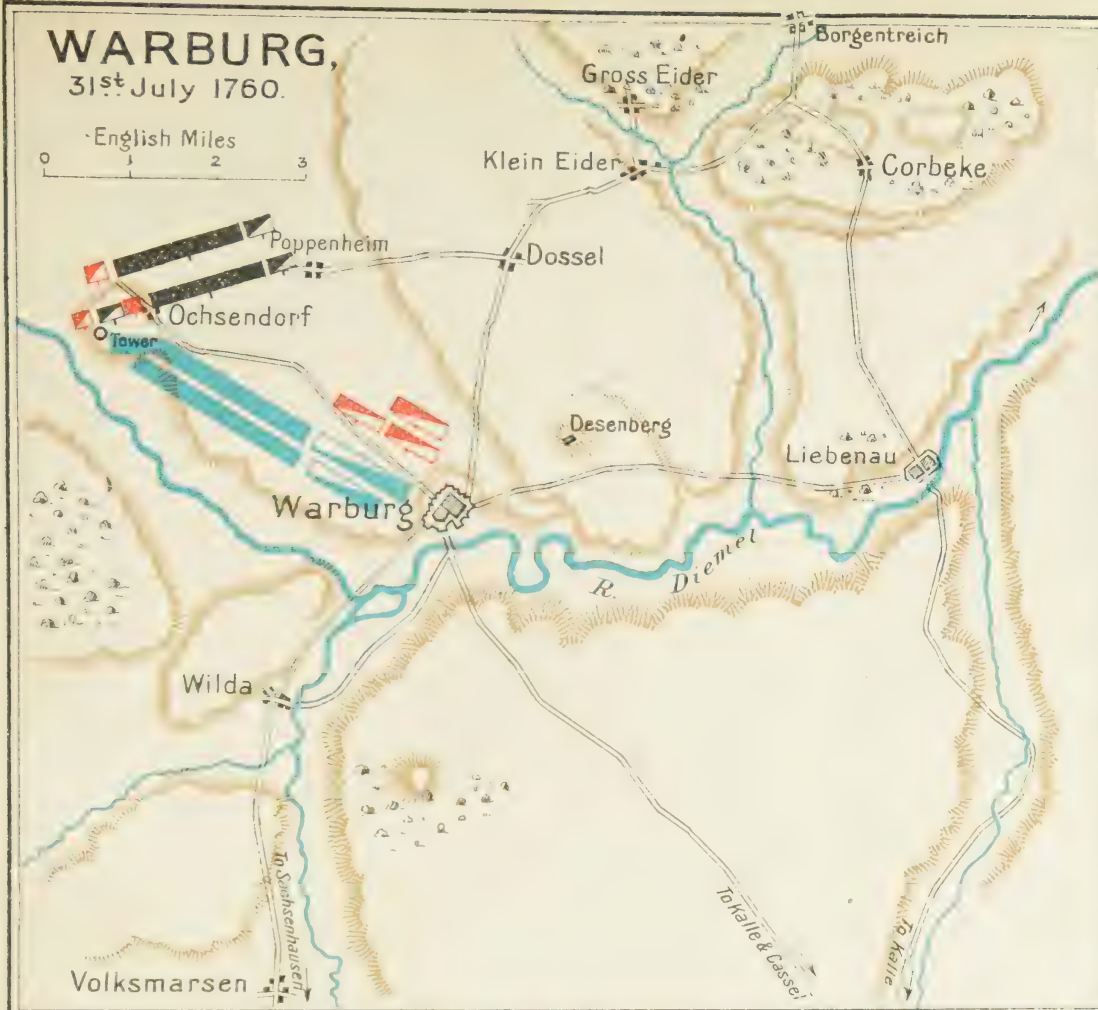 WARBURG,
31st July 1760.
English Miles
0 1 2 3
Borgentreich
Gross Eider
Klein Eider
Corbeke
Poppenheim
Dossel
Ochsendorf
Tower
Desenberg
Liebenau
Warburg
R. Diemel
Wilda
To Sachsenhausen
To Kalle & Cassel
To Kalle
Volksmarsen